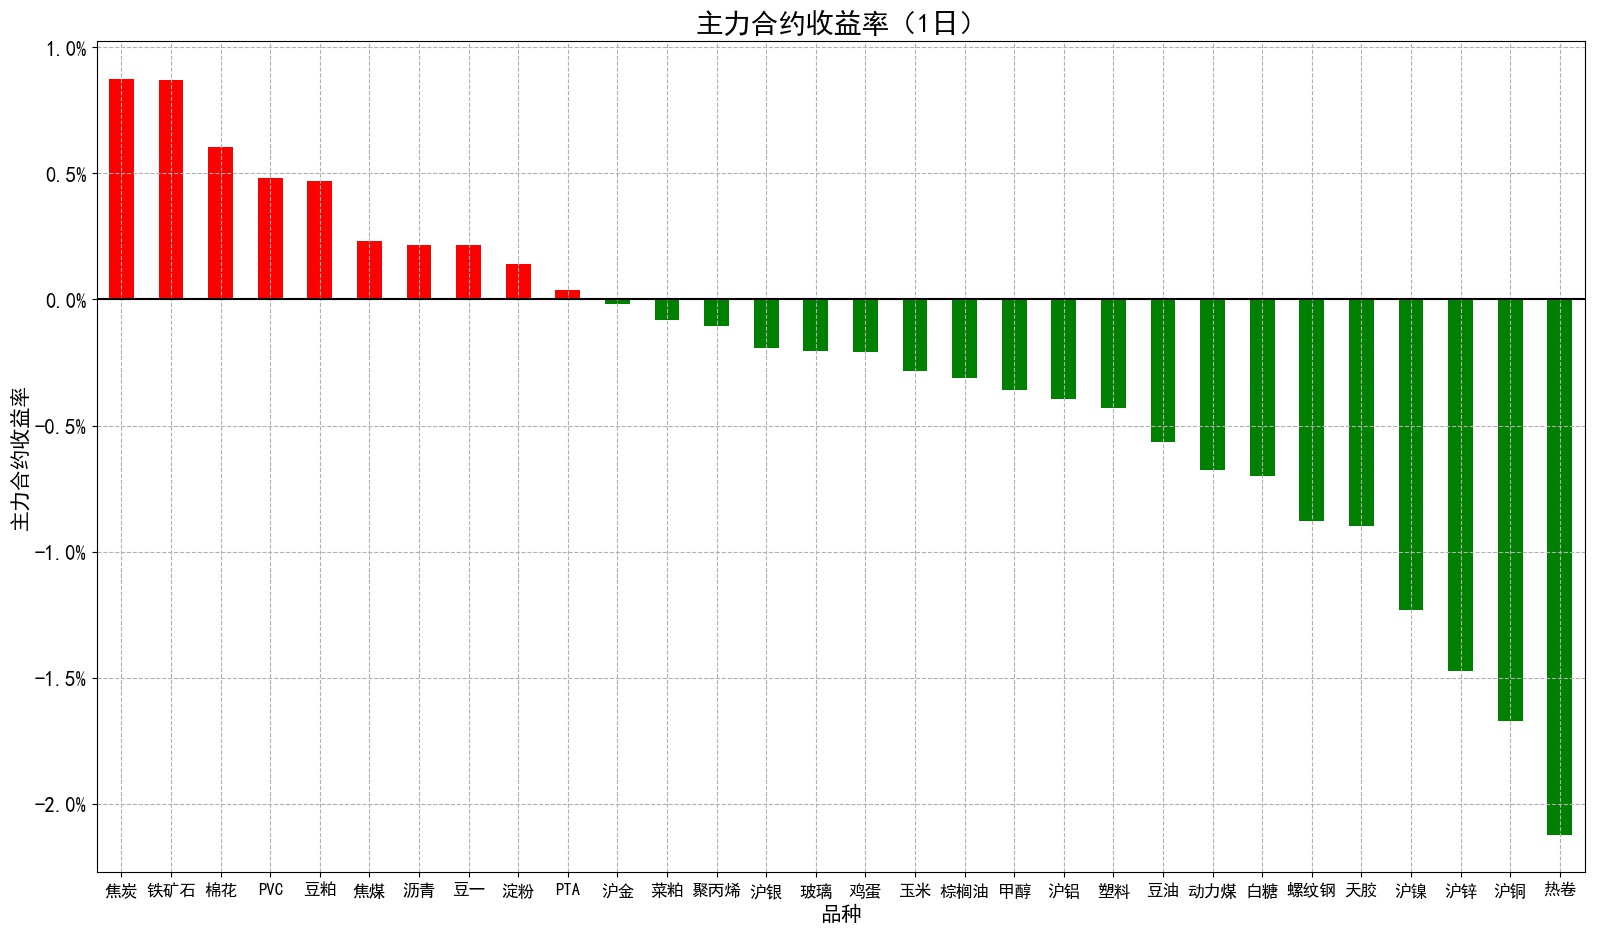 主力合约收益率（1日）
1.0%
0.5%
0.0%
-0.5%
-1.0%
-1.5%
-2.0%
主力合约收益率
焦炭 铁矿石 棉花 PVC 豆粕 焦煤 沥青 豆一 淀粉 PTA 沪金 菜粕 聚丙烯 沪银 玻璃 鸡蛋 玉米 棕榈油 甲醇 沪铝 塑料 豆油 动力煤 白糖 螺纹钢 天胶 沪镍 沪锌 沪铜 热卷
品种